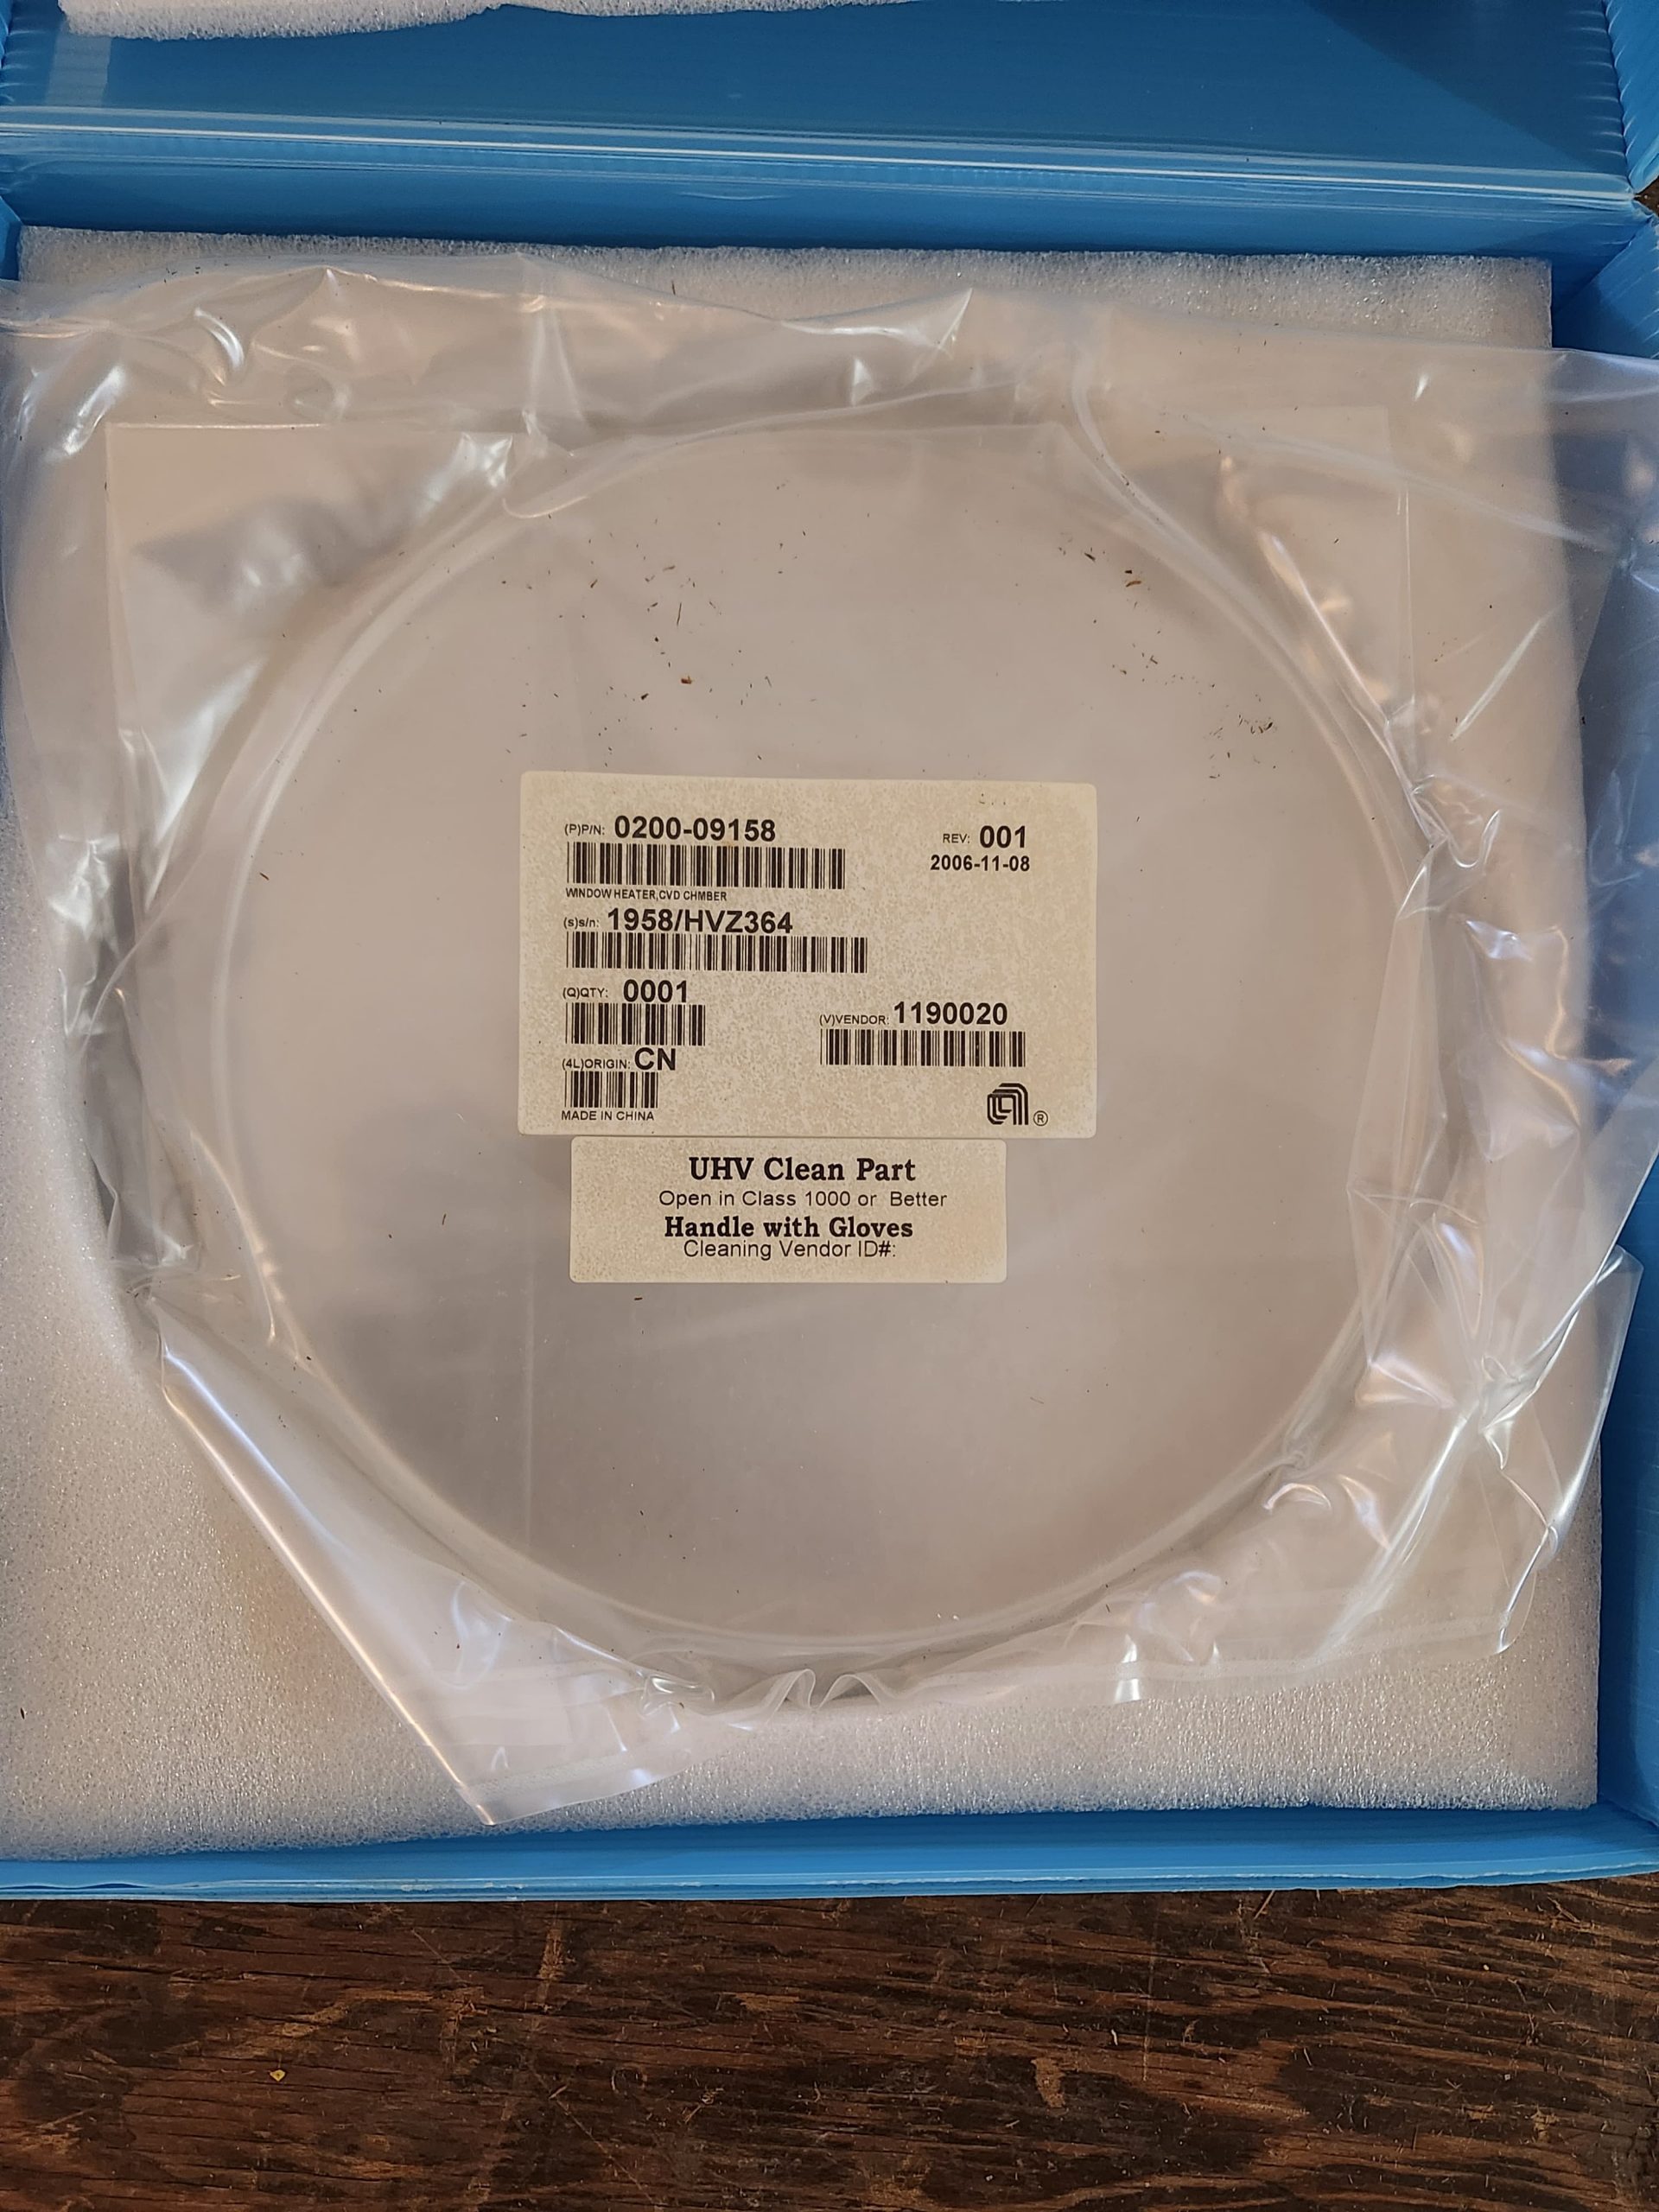 (P)P/N: 0200-09158
REV: 001
2006-11-08
WINDOW HEATER,CVD CHMBER
(s)s/n: 1958/HVZ364
(Q)QTY: 0001
(V)VENDOR: 1190020
(4L)ORIGIN: CN
MADE IN CHINA
®
UHV Clean Part
Open in Class 1000 or Better
Handle with Gloves
Cleaning Vendor ID#: